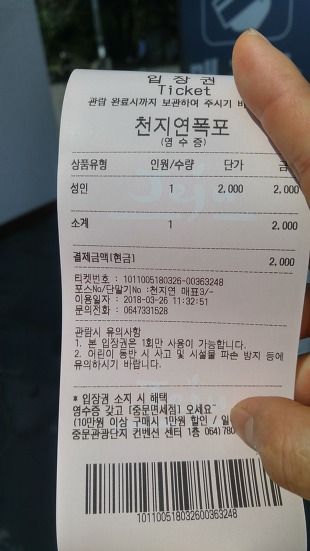 입 장 권
Ticket
관람 완료시까지 보관하여 주시기 바
천지연폭포
(영 수 증)
상품유형 인원/수량 단가 금
성인 1 2,000 2,000
소계 1 2,000
결제금액[현금] 2,000
티켓번호 : 1011005180326-00363248
포스No/단말기No :천지연 매표3/-
이용일자 : 2018-03-26 11:32:51
문의전화 : 0647331528
관람시 유의사항
1. 본 입장권은 1회만 사용이 가능합니다.
2. 어린이 동반 시 사고 및 시설물 파손 방지 등에
유의하시기 바랍니다.
* 입장권 소지 시 혜택
영수증 갖고 [중문면세점] 오세요~
(10만원 이상 구매시 1만원 할인 / 일
중문관광단지 컨벤션 센터 1층 064)780
101100518032600363248